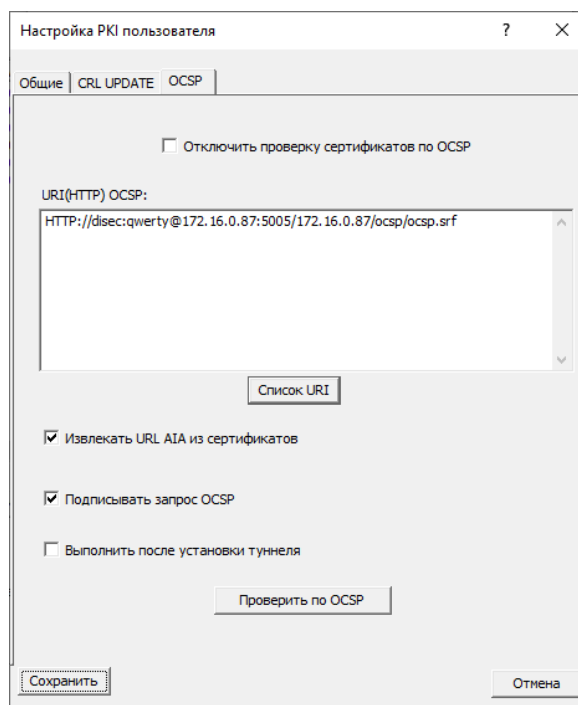 Настройка PKI пользователя
?
Общие
CRL UPDATE
OCSP
Отключить проверку сертификатов по OCSP
URI(HTTP) OCSP:
HTTP://disec:qwerty@172.16.0.87:5005/172.16.0.87/ocsp/ocsp.srf
Список URI
Извлекать URL AIA из сертификатов
Подписывать запрос OCSP
Выполнить после установки туннеля
Проверить по OCSP
Сохранить
Отмена